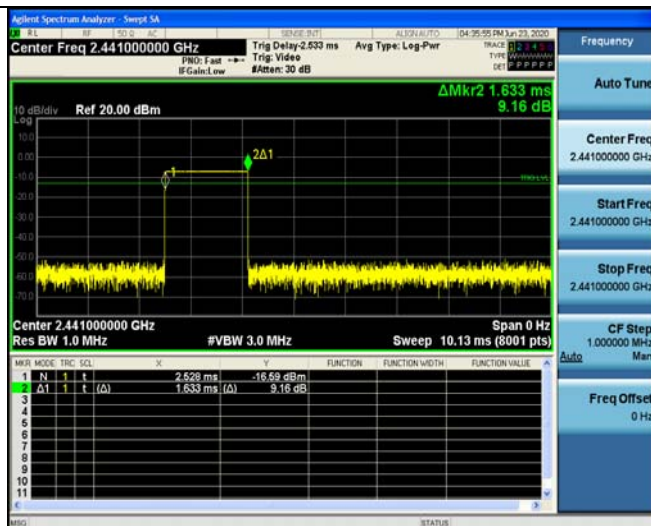 Agilent Spectrum Analyzer - Swept SA
RL RF 50 Ω AC SENSE:INT ALIGN AUTO 04:35:55 PM Jun 23, 2020
Center Freq 2.441000000 GHz
PNO: Fast
IFGain:Low
Trig Delay-2.533 ms
Trig: Video
#Atten: 30 dB
Avg Type: Log-Pwr
TRACE 1 2 3 4 5 6
TYPE
DET P P P P P P
ΔMkr2 1.633 ms
9.16 dB
10 dB/div Ref 20.00 dBm
Log
10.0
0.00
-10.0
-20.0
-30.0
-40.0
-50.0
-60.0
-70.0
1
2Δ1
TRIG LVL
Center 2.441000000 GHz Span 0 Hz
Res BW 1.0 MHz #VBW 3.0 MHz Sweep 10.13 ms (8001 pts)
MKR MODE TRC SCL X Y FUNCTION FUNCTION WIDTH FUNCTION VALUE
1 N 1 t 2.528 ms -16.59 dBm
2 Δ1 1 t (Δ) 1.633 ms (Δ) 9.16 dB
3
4
5
6
7
8
9
10
11
MSG STATUS
Frequency
Auto Tune
Center Freq
2.441000000 GHz
Start Freq
2.441000000 GHz
Stop Freq
2.441000000 GHz
CF Step
1.000000 MHz
Auto Man
Freq Offset
0 Hz